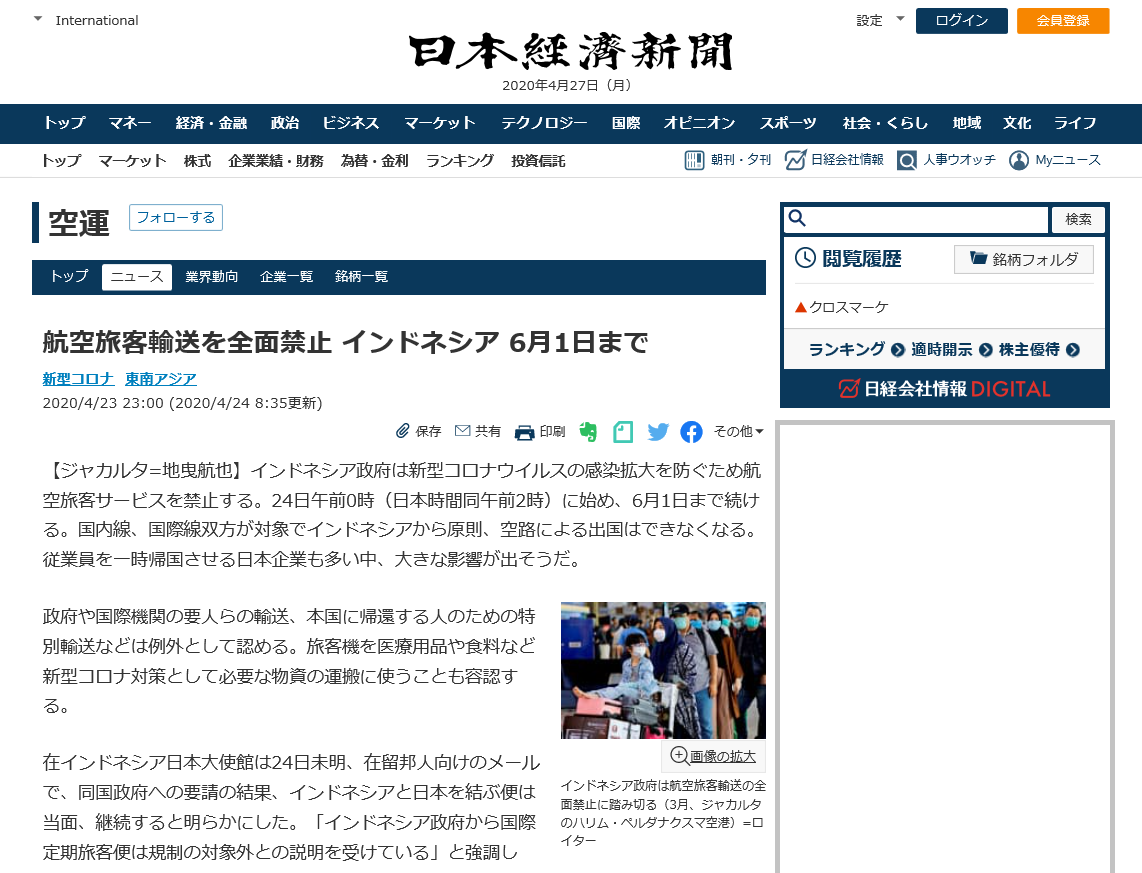 International
設定 ログイン 会員登録
日本経済新聞
2020年4月27日（月）
トップ マネー 経済・金融 政治 ビジネス マーケット テクノロジー 国際 オピニオン スポーツ 社会・くらし 地域 文化 ライフ
トップ マーケット 株式 企業業績・財務 為替・金利 ランキング 投資信託 朝刊・夕刊 日経会社情報 人事ウオッチ Myニュース
空運 フォローする
トップ ニュース 業界動向 企業一覧 銘柄一覧
航空旅客輸送を全面禁止 インドネシア 6月1日まで
新型コロナ 東南アジア
2020/4/23 23:00 (2020/4/24 8:35更新)
保存 共有 印刷 その他
【ジャカルタ=地曳航也】インドネシア政府は新型コロナウイルスの感染拡大を防ぐため航
空旅客サービスを禁止する。24日午前0時（日本時間同午前2時）に始め、6月1日まで続け
る。国内線、国際線双方が対象でインドネシアから原則、空路による出国はできなくなる。
従業員を一時帰国させる日本企業も多い中、大きな影響が出そうだ。
政府や国際機関の要人らの輸送、本国に帰還する人のための特
別輸送などは例外として認める。旅客機を医療用品や食料など
新型コロナ対策として必要な物資の運搬に使うことも容認す
る。
在インドネシア日本大使館は24日未明、在留邦人向けのメール
で、同国政府への要請の結果、インドネシアと日本を結ぶ便は
当面、継続すると明らかにした。「インドネシア政府から国際
定期旅客便は規制の対象外との説明を受けている」と強調し
画像の拡大
インドネシア政府は航空旅客輸送の全
面禁止に踏み切る（3月、ジャカルタ
のハリム・ペルダナクスマ空港）=ロ
イター
検索
閲覧履歴 銘柄フォルダ
▲クロスマーケ
ランキング 適時開示 株主優待
日経会社情報 DIGITAL